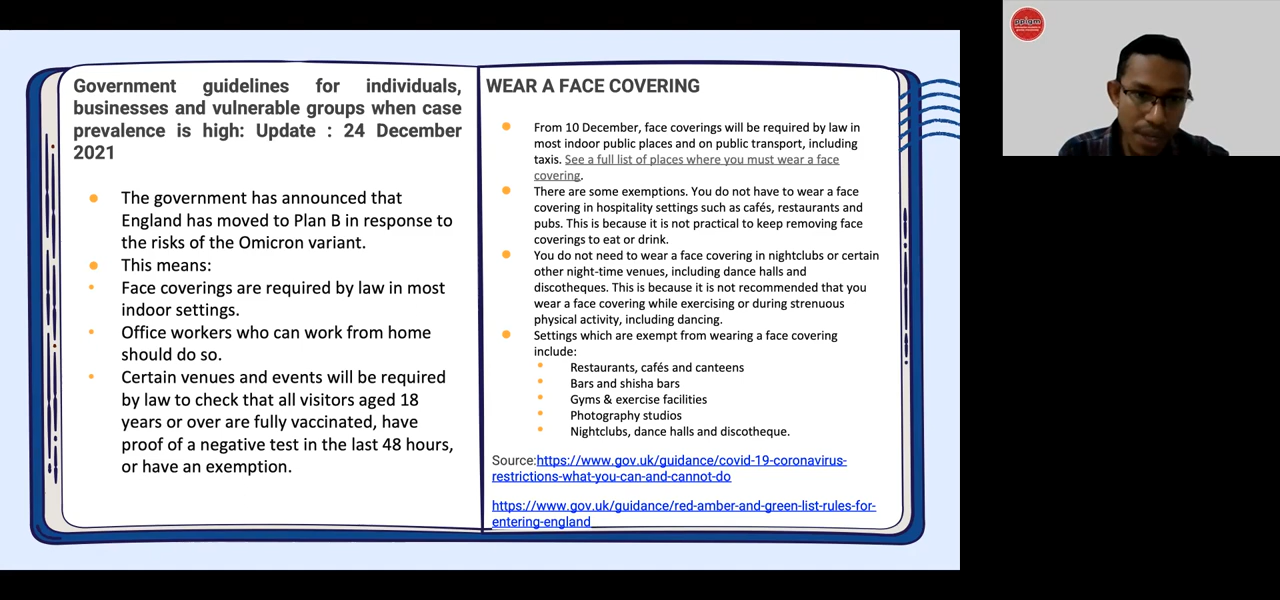 Government guidelines for individuals,
businesses and vulnerable groups when case
prevalence is high: Update : 24 December
2021
The government has announced that
England has moved to Plan B in response to
the risks of the Omicron variant.
This means:
Face coverings are required by law in most
indoor settings.
Office workers who can work from home
should do so.
Certain venues and events will be required
by law to check that all visitors aged 18
years or over are fully vaccinated, have
proof of a negative test in the last 48 hours,
or have an exemption.
WEAR A FACE COVERING
From 10 December, face coverings will be required by law in
most indoor public places and on public transport, including
taxis. See a full list of places where you must wear a face
covering.
There are some exemptions. You do not have to wear a face
covering in hospitality settings such as cafés, restaurants and
pubs. This is because it is not practical to keep removing face
coverings to eat or drink.
You do not need to wear a face covering in nightclubs or certain
other night-time venues, including dance halls and
discotheques. This is because it is not recommended that you
wear a face covering while exercising or during strenuous
physical activity, including dancing.
Settings which are exempt from wearing a face covering
include:
Restaurants, cafés and canteens
Bars and shisha bars
Gyms & exercise facilities
Photography studios
Nightclubs, dance halls and discotheque.
Source:https://www.gov.uk/guidance/covid-19-coronavirus-
restrictions-what-you-can-and-cannot-do
https://www.gov.uk/guidance/red-amber-and-green-list-rules-for-
entering-england
ppigm